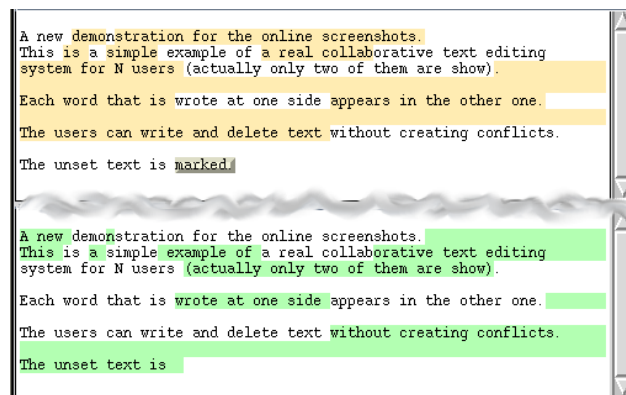 A new demonstration for the online screenshots.
This is a simple example of a real collaborative text editing
system for N users (actually only two of them are show).
Each word that is wrote at one side appears in the other one.
The users can write and delete text without creating conflicts.
The unset text is marked.
A new demonstration for the online screenshots.
This is a simple example of a real collaborative text editing
system for N users (actually only two of them are show).
Each word that is wrote at one side appears in the other one.
The users can write and delete text without creating conflicts.
The unset text is